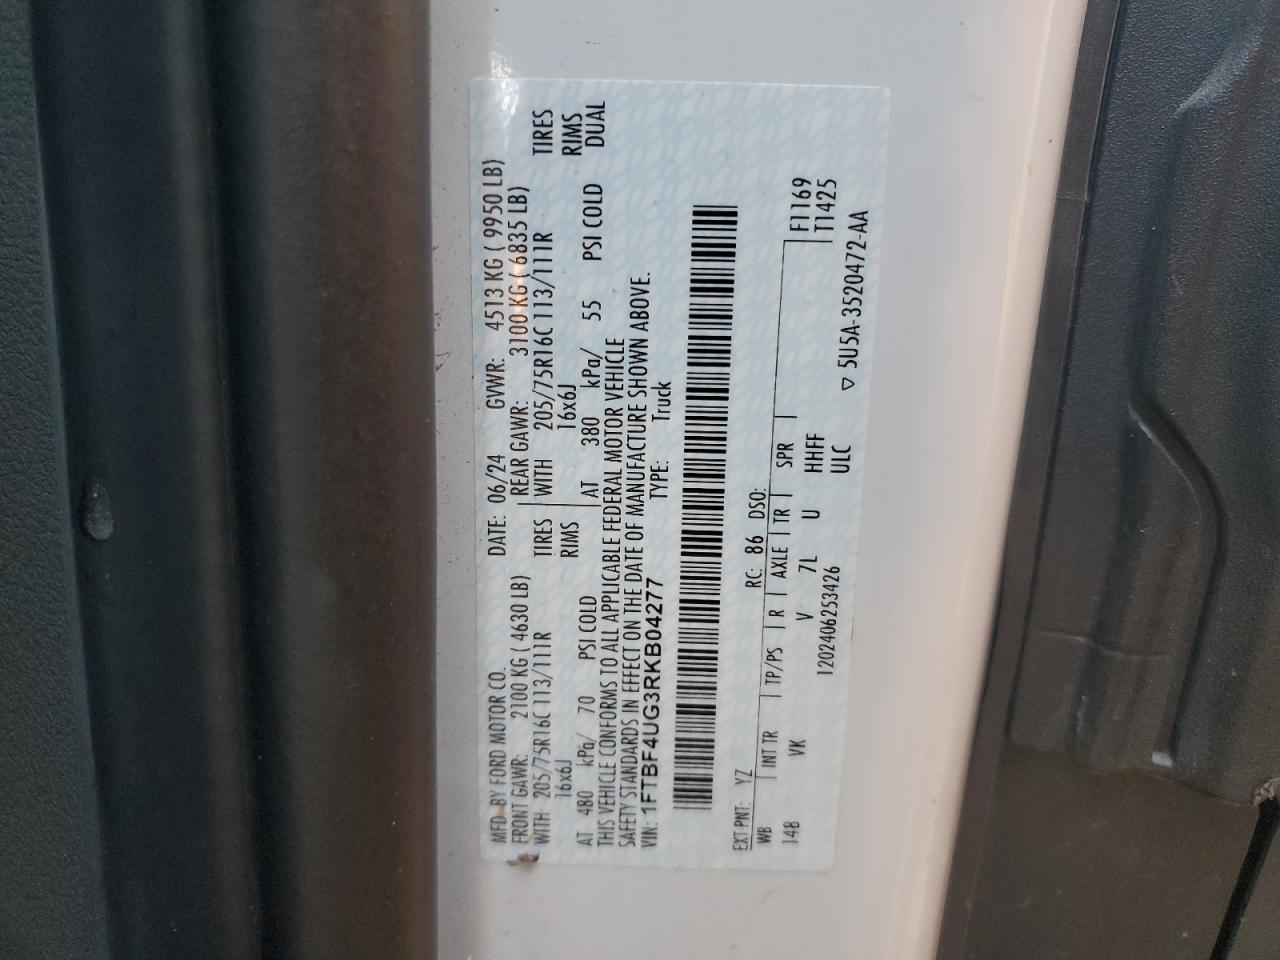 MFD. BY FORD MOTOR CO.
DATE: 06/24 GVWR: 4513 KG ( 9950 LB)
FRONT GAWR: 2100 KG ( 4630 LB)
REAR GAWR: 3100 KG ( 6835 LB)
WITH 205/75R16C 113/111R TIRES
WITH 205/75R16C 113/111R TIRES
16x6J RIMS
16x6J RIMS
AT 480 kPa/ 70 PSI COLD
AT 380 kPa/ 55 PSI COLD DUAL
THIS VEHICLE CONFORMS TO ALL APPLICABLE FEDERAL MOTOR VEHICLE
SAFETY STANDARDS IN EFFECT ON THE DATE OF MANUFACTURE SHOWN ABOVE.
VIN: 1FTBF4UG3RKB04277 TYPE: Truck
EXT PNT: YZ RC: 86 DSO:
WB INT TR TP/PS R AXLE TR SPR F1169
148 VK V 7L U HHFF T1425
1202406253426 ULC
▽ 5U5A-3520472-AA